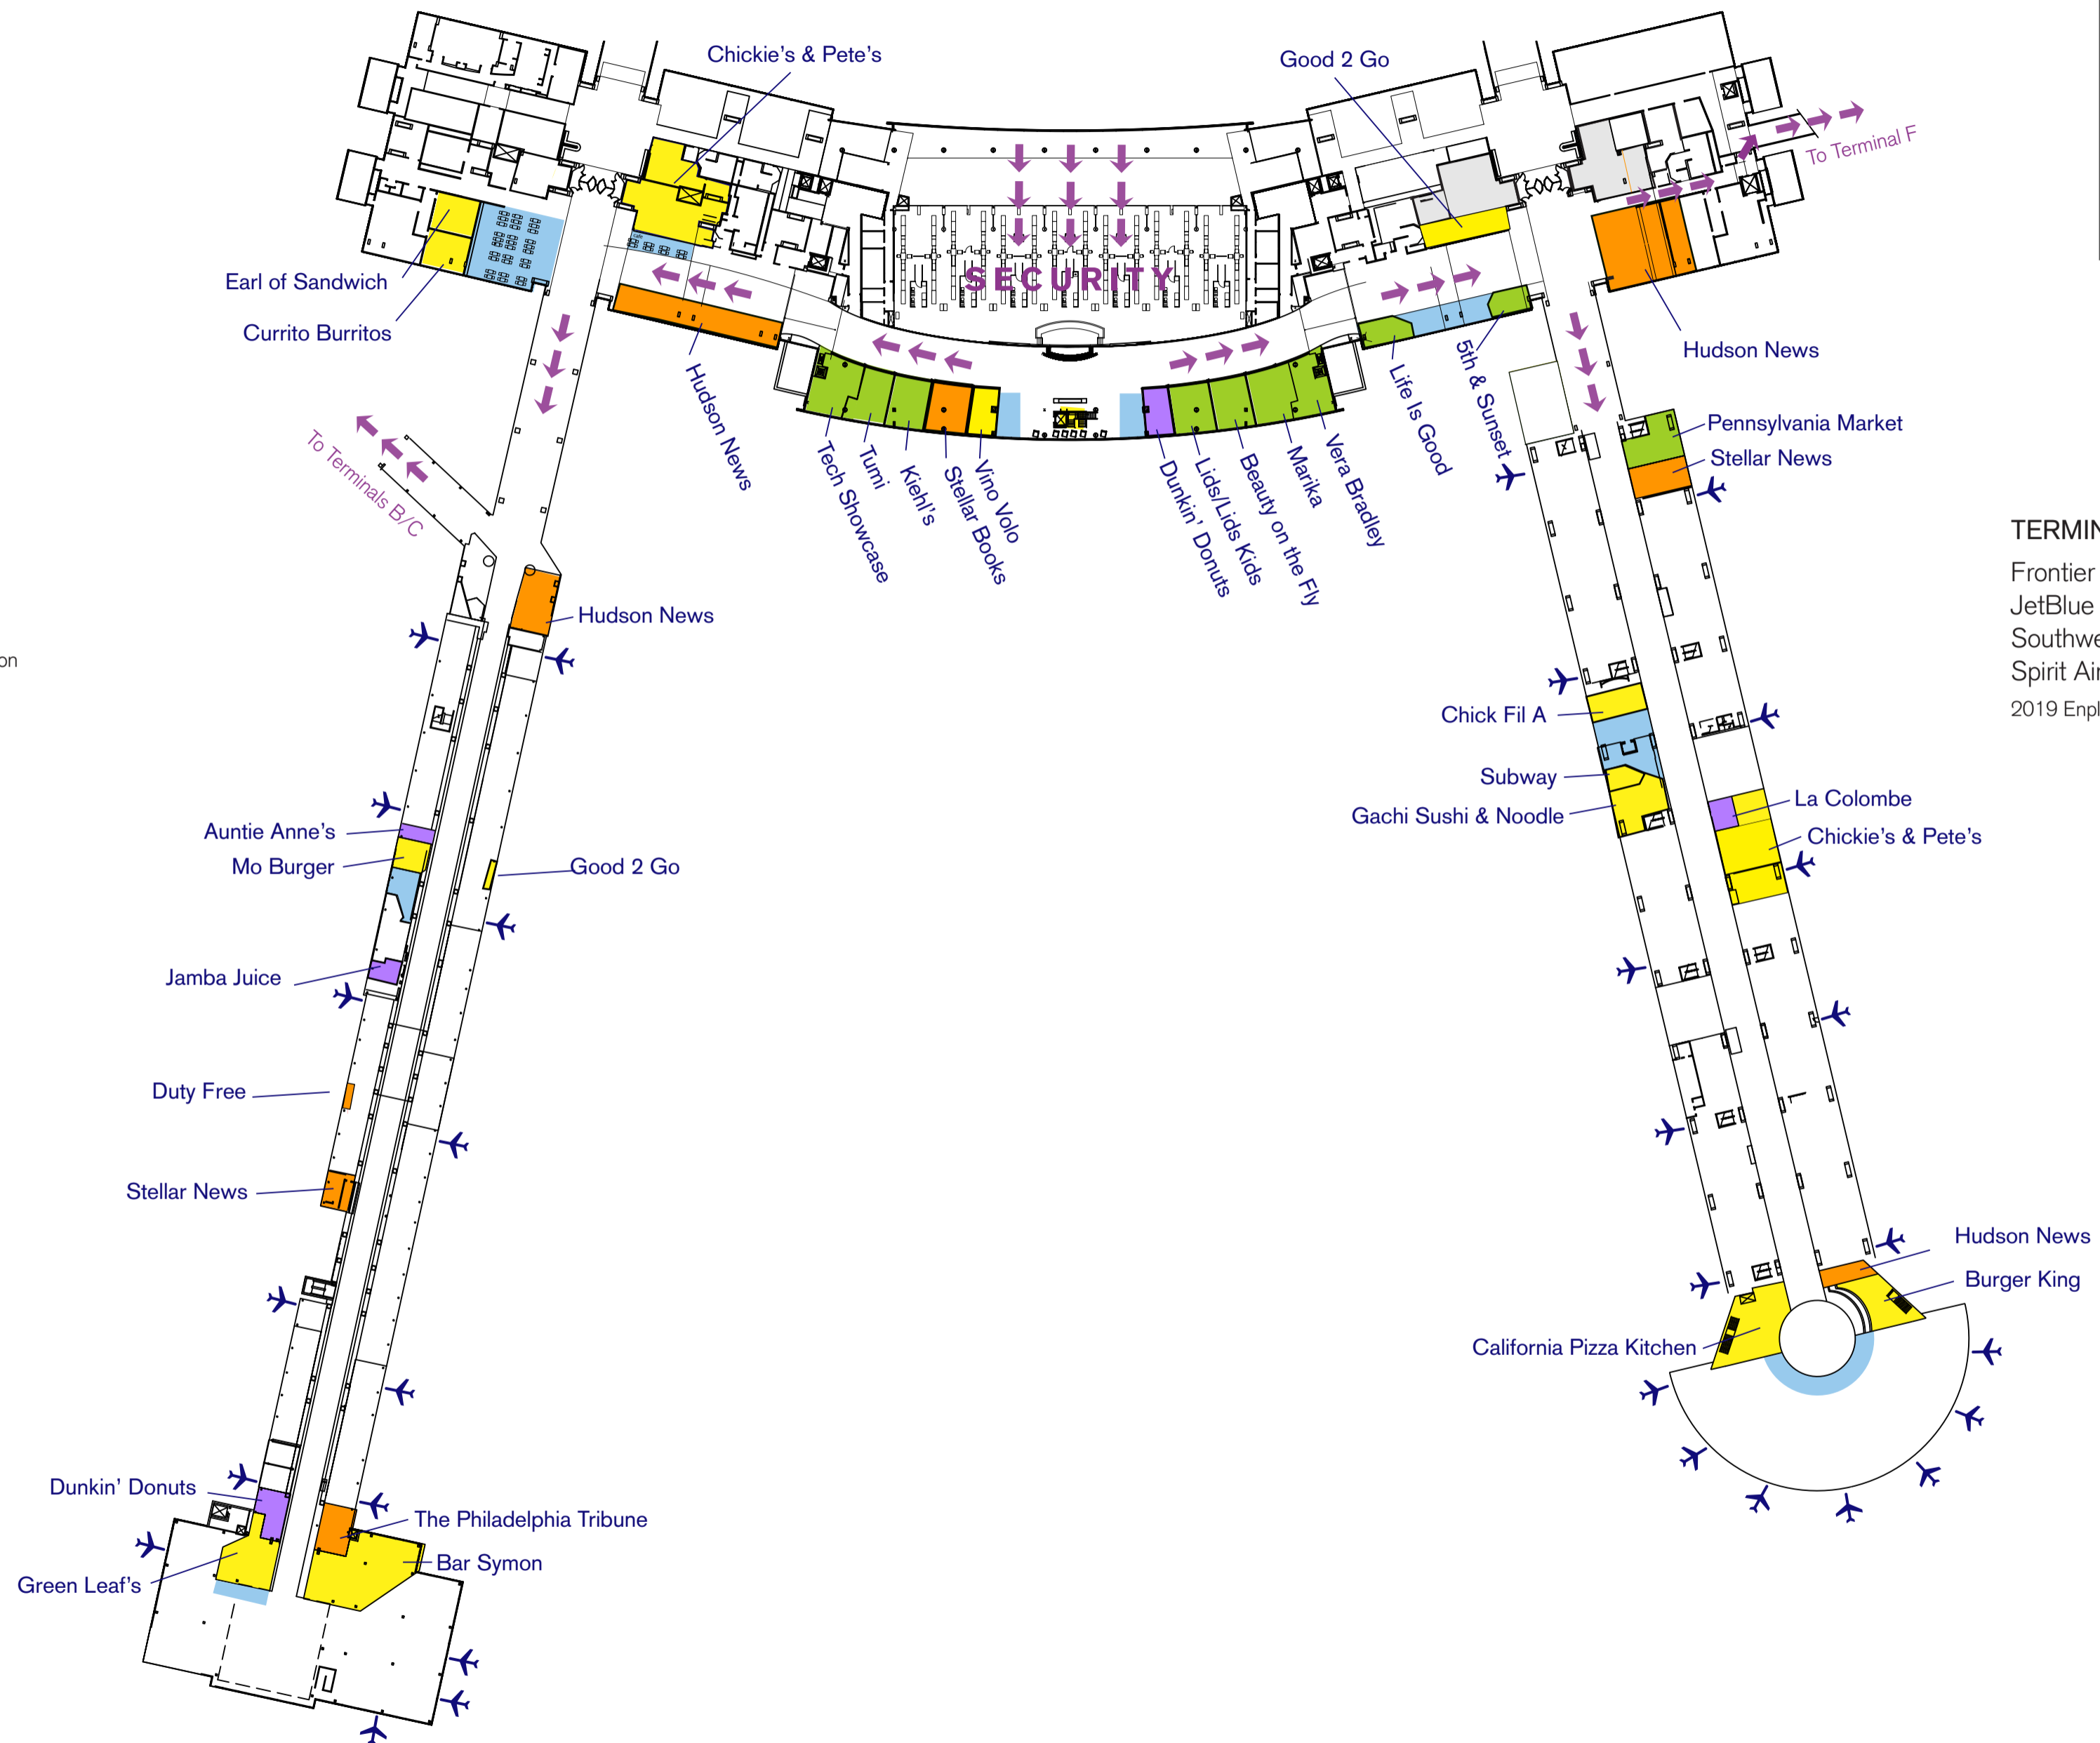 Chickie's & Pete's
Good 2 Go
To Terminal F
SECURITY
Earl of Sandwich
Currito Burritos
Hudson News
Tech Showcase
Tumi
Kiehl's
Stellar Books
Vino Volo
Dunkin' Donuts
Lids/Lids Kids
Beauty on the Fly
Marika
Vera Bradley
Life Is Good
5th & Sunset
Hudson News
Pennsylvania Market
Stellar News
To Terminals B/C
Hudson News
on
TERMIN
Frontier
JetBlue
Southwe
Spirit Air
2019 Enpl
Chick Fil A
Subway
Gachi Sushi & Noodle
La Colombe
Chickie's & Pete's
Auntie Anne's
Mo Burger
Good 2 Go
Jamba Juice
Duty Free
Stellar News
Hudson News
Burger King
California Pizza Kitchen
Dunkin' Donuts
The Philadelphia Tribune
Bar Symon
Green Leaf's